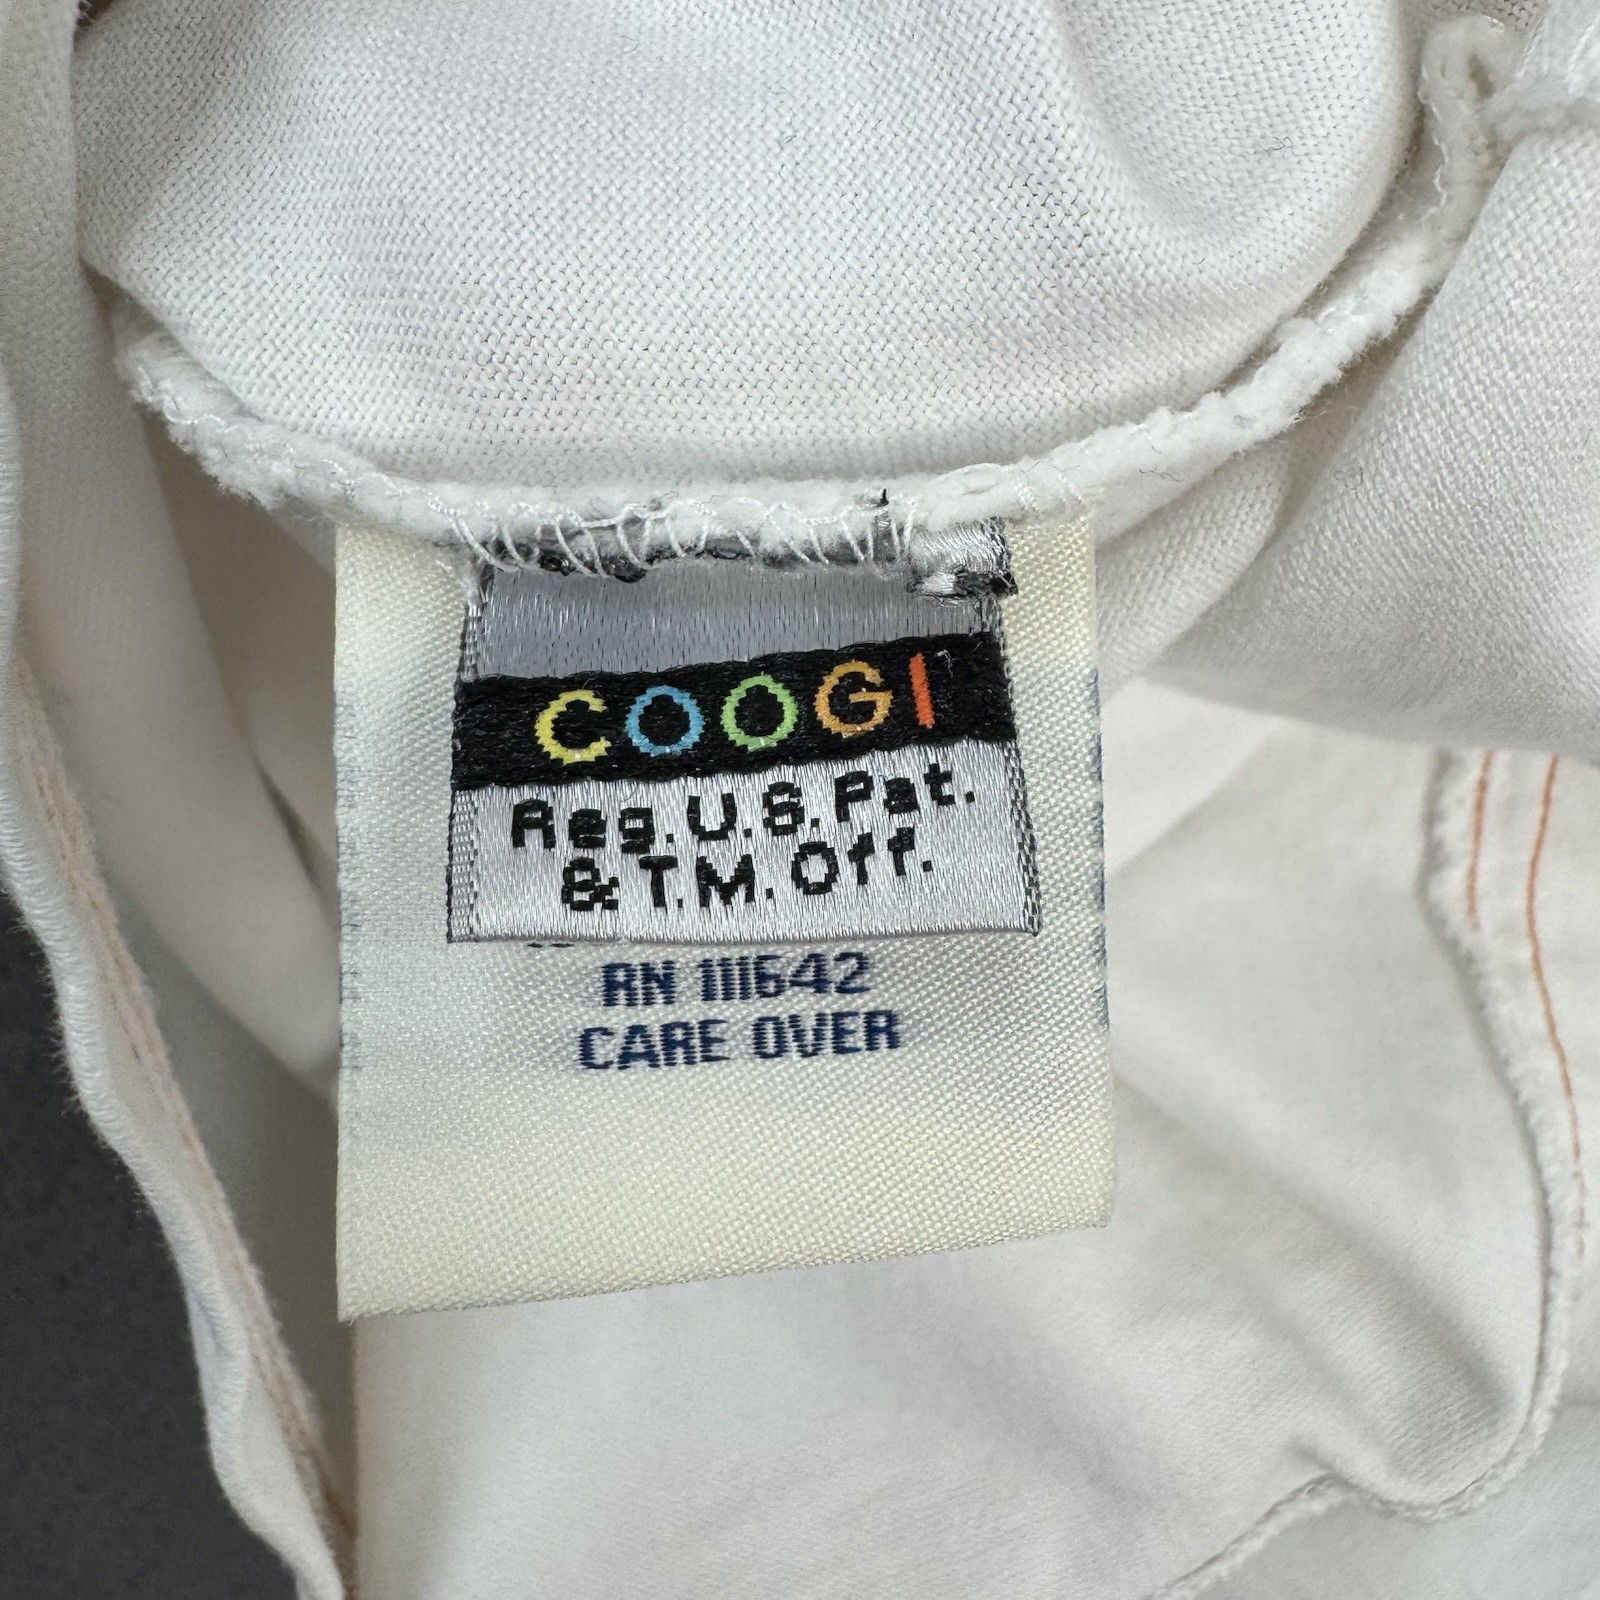 COOGI
Reg. U.S. Pat.
& T.M. Off.
RN 111642
CARE OVER